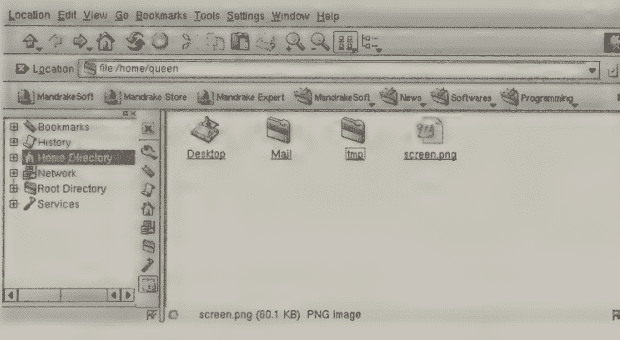 Location Edit View Go Bookmarks Tools Settings Window Help
Location file:/home/queen
MandrakeSoft Mandrake Store Mandrake Expert MandrakeSoft News Softwares Programming
Bookmarks
History
Home Directory
Network
Root Directory
Services
Desktop Mail tmp screen.png
screen.png (60.1 KB) PNG Image